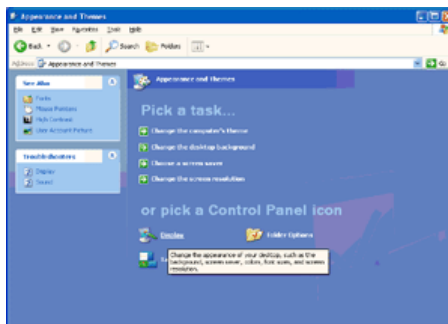 Appearance and Themes
File Edit View Favorites Tools Help
Back Search Folders
Address Appearance and Themes Go
See Also
Fonts
Mouse Pointers
High Contrast
User Account Picture
Troubleshooters
Display
Sound
Appearance and Themes
Pick a task...
Change the computer's theme
Change the desktop background
Choose a screen saver
Change the screen resolution
or pick a Control Panel icon
Display Folder Options
Change the appearance of your desktop, such as the
background, screen saver, colors, font sizes, and screen
resolution.